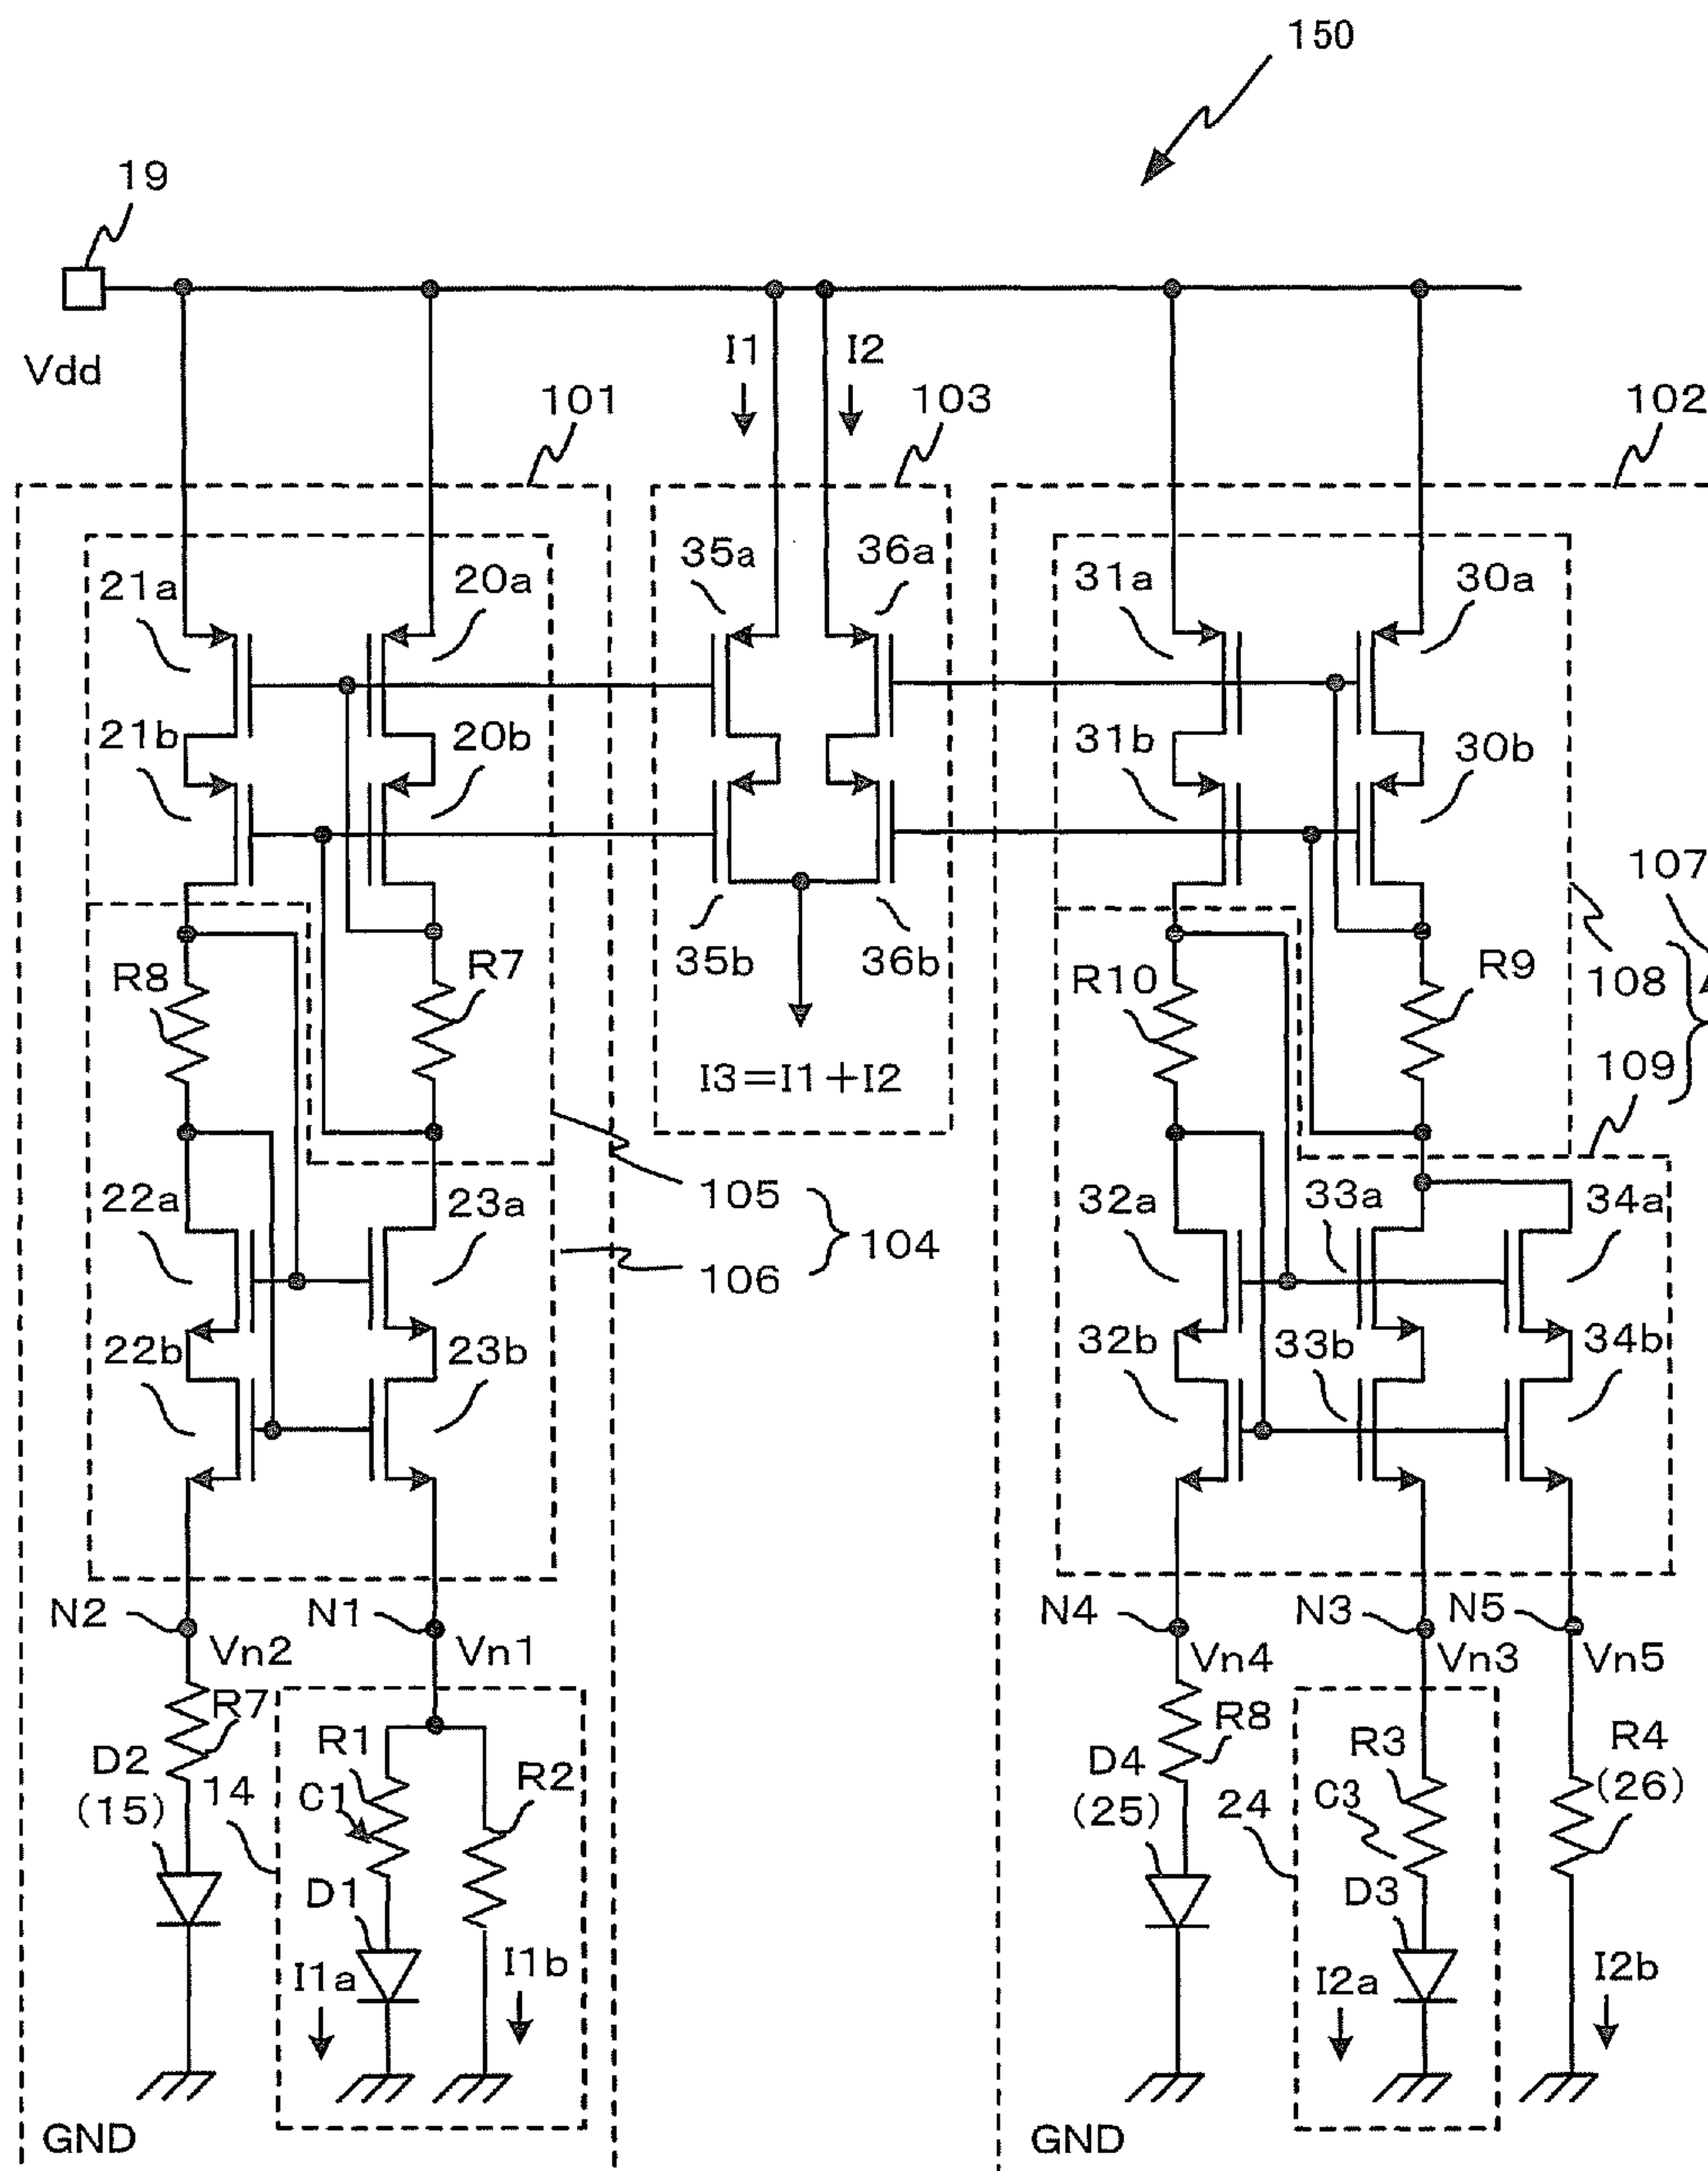 150
19
Vdd
I1 I2
101 103 102
21a 20a 35a 36a 31a 30a
21b 20b 31b 30b
107
35b 36b
R8 R7 R10 R9 108
I3=I1+I2
109
105
104
106
22a 23a 32a 33a 34a
22b 23b 32b 33b 34b
N2 N1 N4 N3 N5
Vn2 Vn1 Vn4 Vn3 Vn5
R7 R1 R8 R3 R4
D2 14 C1 R2 D4 24 C3 (26)
(15) (25)
D1 D3
I1a I1b I2a I2b
GND GND